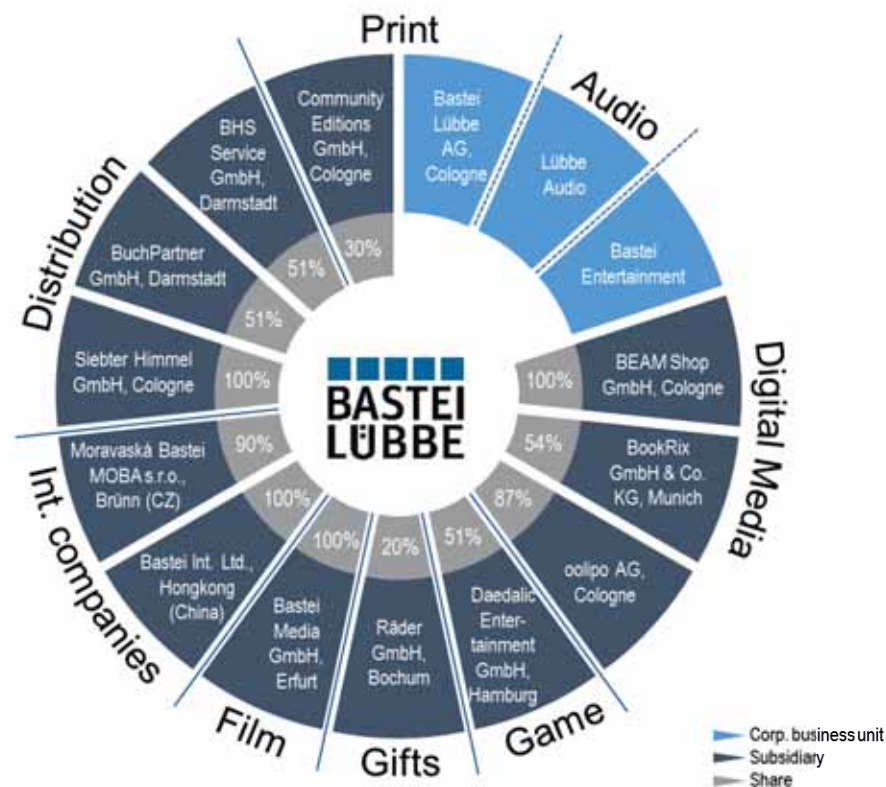 Print
Audio
Digital Media
Game
Gifts
Film
Int. companies
Distribution
Bastei
Lübbe
AG,
Cologne
Lübbe
Audio
Bastei
Entertainment
BEAM Shop
GmbH, Cologne
100%
BookRix
GmbH & Co.
KG, Munich
54%
oolipo AG,
Cologne
87%
Daedalic
Enter-
tainment
GmbH,
Hamburg
51%
Räder
GmbH,
Bochum
20%
Bastei
Media
GmbH,
Erfurt
100%
Bastei Int. Ltd.,
Hongkong
(China)
100%
Moravaská Bastei
MOBA s.r.o.,
Brünn (CZ)
90%
Siebter Himmel
GmbH, Cologne
100%
BuchPartner
GmbH, Darmstadt
51%
BHS
Service
GmbH,
Darmstadt
51%
Community
Editions
GmbH,
Cologne
30%
BASTEI
LÜBBE
Corp. business unit
Subsidiary
Share